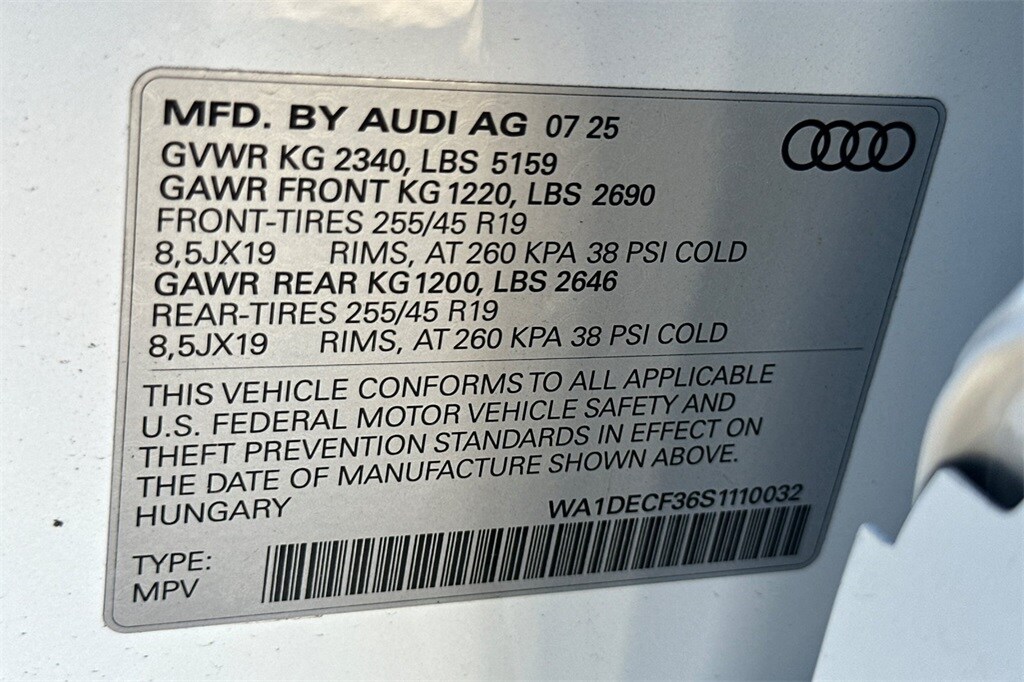 MFD. BY AUDI AG 07 25
GVWR KG 2340, LBS 5159
GAWR FRONT KG 1220, LBS 2690
FRONT-TIRES 255/45 R19
8,5JX19 RIMS, AT 260 KPA 38 PSI COLD
GAWR REAR KG 1200, LBS 2646
REAR-TIRES 255/45 R19
8,5JX19 RIMS, AT 260 KPA 38 PSI COLD
THIS VEHICLE CONFORMS TO ALL APPLICABLE
U.S. FEDERAL MOTOR VEHICLE SAFETY AND
THEFT PREVENTION STANDARDS IN EFFECT ON
THE DATE OF MANUFACTURE SHOWN ABOVE.
HUNGARY WA1DECF36S1110032
TYPE:
MPV